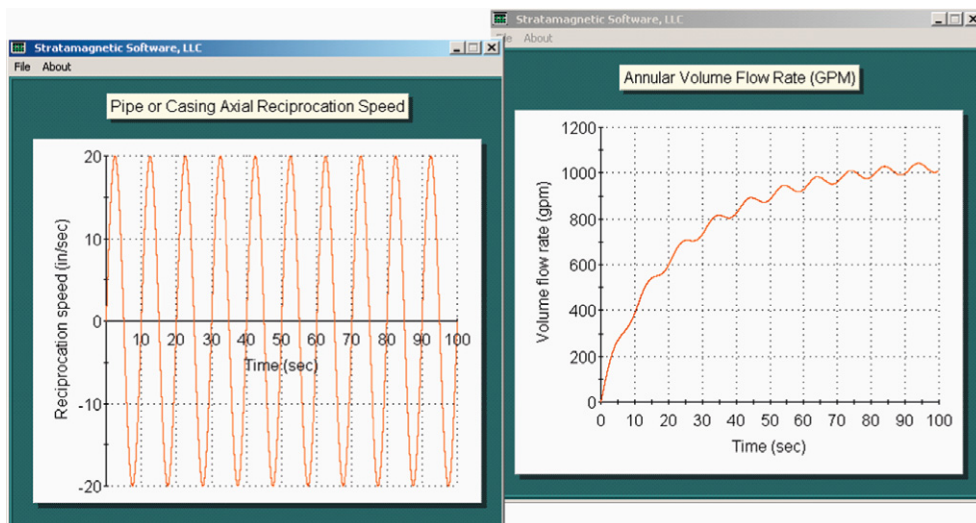 Stratamagnetic Software, LLC
File About
Pipe or Casing Axial Reciprocation Speed
20
10
0
-10
-20
10 20 30 40 50 60 70 80 90 100
Time (sec)
Reciprocation speed (in/sec)
Stratamagnetic Software, LLC
File About
Annular Volume Flow Rate (GPM)
1200
1000
800
600
400
200
0
0 10 20 30 40 50 60 70 80 90 100
Time (sec)
Volume flow rate (gpm)